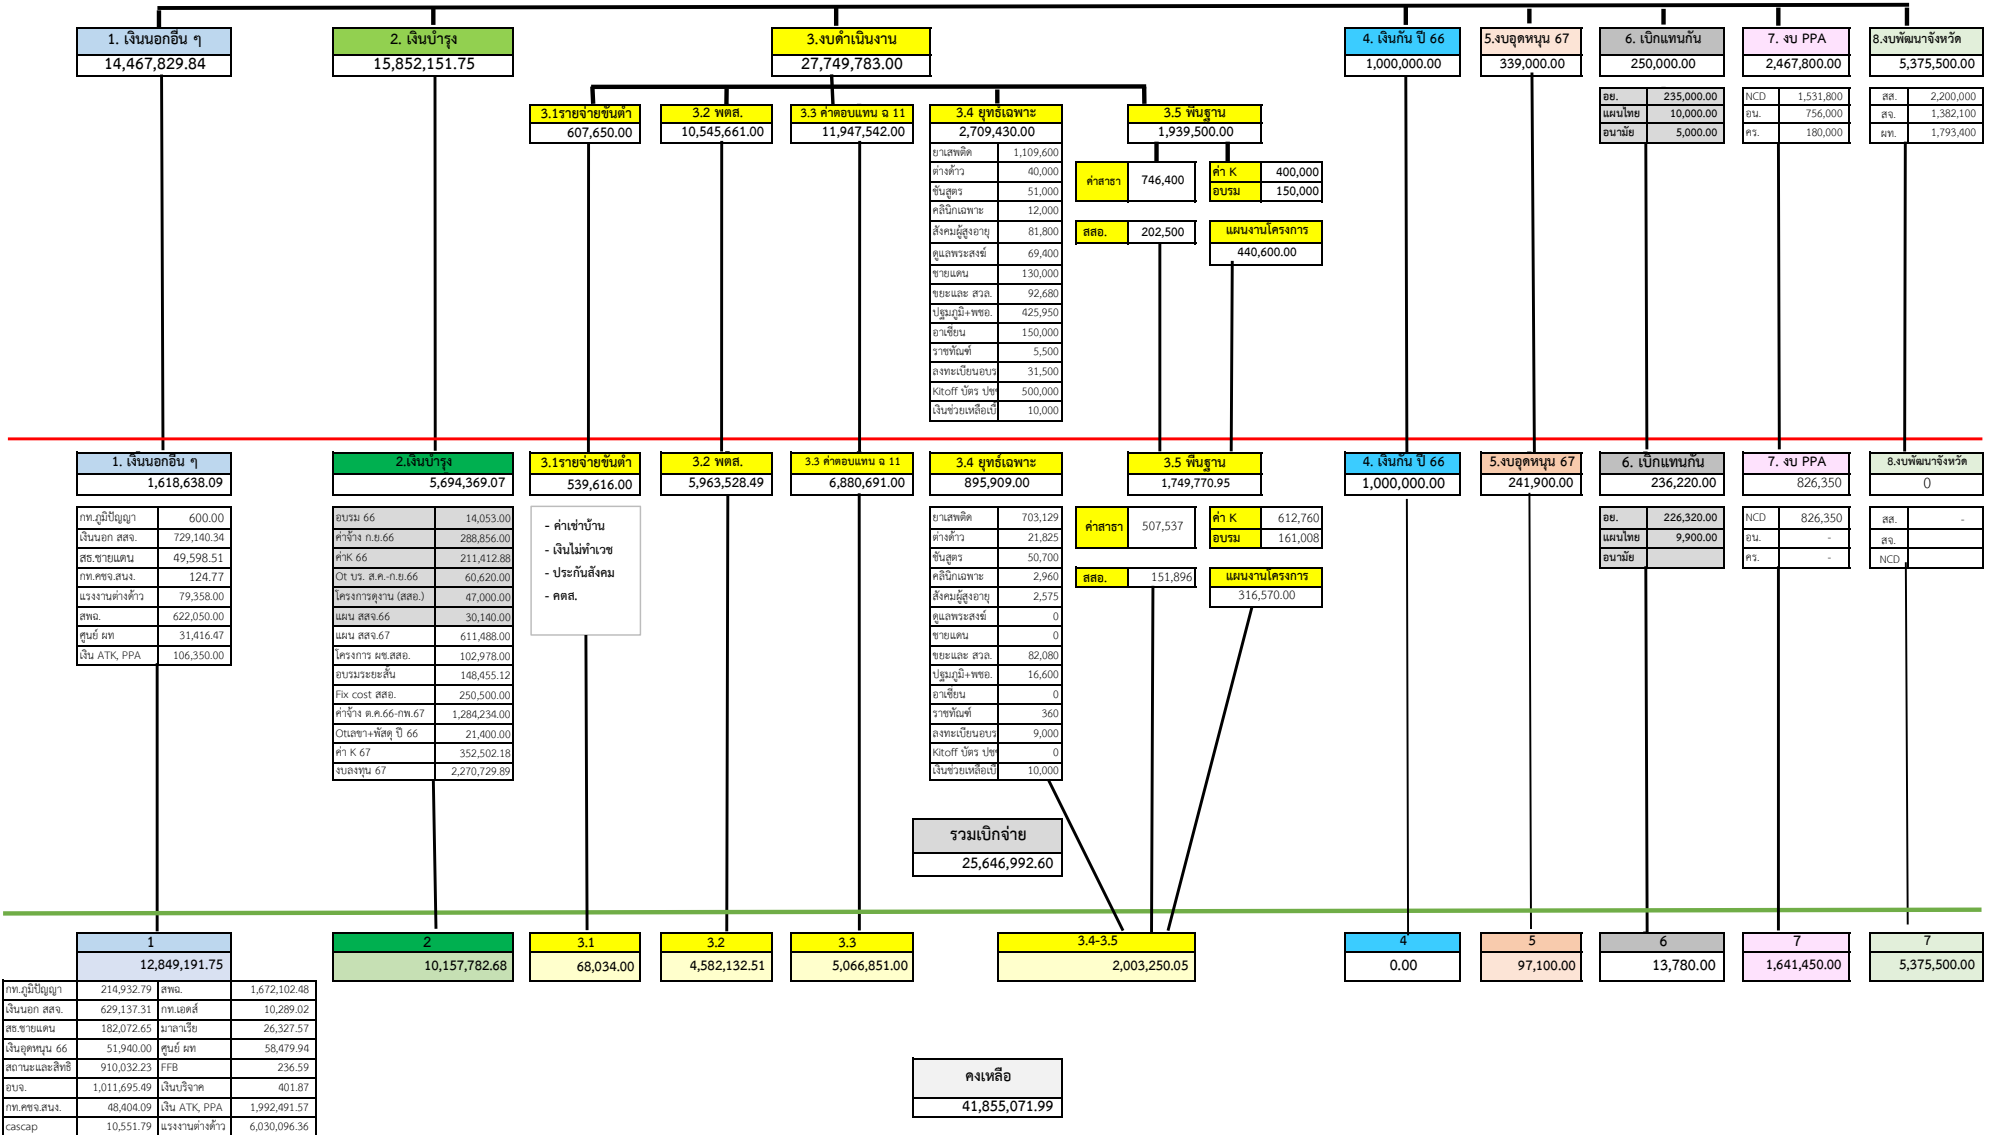 1. เงินนอกอื่น ๆ
14,467,829.84
2. เงินบำรุง
15,852,151.75
3.งบดำเนินงาน
27,749,783.00
4. เงินกัน ปี 66
1,000,000.00
5.งบอุดหนุน 67
339,000.00
6. เบิกแทนกัน
250,000.00
7. งบ PPA
2,467,800.00
8.งบพัฒนาจังหวัด
5,375,500.00
3.1รายจ่ายขั้นต่ำ
607,650.00
3.2 พตส.
10,545,661.00
3.3 ค่าตอบแทน ฉ 11
11,947,542.00
3.4 ยุทธ์เฉพาะ
2,709,430.00
3.5 พื้นฐาน
1,939,500.00
อย. 235,000.00
แผนไทย 10,000.00
อนามัย 5,000.00
NCD 1,531,800
อน. 756,000
คร. 180,000
สส. 2,200,000
สจ. 1,382,100
ผท. 1,793,400
ยาเสพติด 1,109,600
ต่างด้าว 40,000
ชันสูตร 51,000
คลินิกเฉพาะ 12,000
สังคมผู้สูงอายุ 81,800
ดูแลพระสงฆ์ 69,400
ชายแดน 130,000
ขยะและ สวล. 92,680
ปฐมภูมิ+พชอ. 425,950
อาเซียน 150,000
ราชทัณฑ์ 5,500
ลงทะเบียนอบร 31,500
Kitoff บัตร ปช 500,000
เงินช่วยเหลือเบื้ 10,000
ค่าสาธา 746,400
ค่า K 400,000
อบรม 150,000
สสอ. 202,500
แผนงานโครงการ
440,600.00
1. เงินนอกอื่น ๆ
1,618,638.09
2.เงินบำรุง
5,694,369.07
3.1รายจ่ายขั้นต่ำ
539,616.00
3.2 พตส.
5,963,528.49
3.3 ค่าตอบแทน ฉ 11
6,880,691.00
3.4 ยุทธ์เฉพาะ
895,909.00
3.5 พื้นฐาน
1,749,770.95
4. เงินกัน ปี 66
1,000,000.00
5.งบอุดหนุน 67
241,900.00
6. เบิกแทนกัน
236,220.00
7. งบ PPA
826,350
8.งบพัฒนาจังหวัด
0
กท.ภูมิปัญญา 600.00
เงินนอก สสจ. 729,140.34
สธ.ชายแดน 49,598.51
กท.คชจ.สนง. 124.77
แรงงานต่างด้าว 79,358.00
สพฉ. 622,050.00
ศูนย์ ผท 31,416.47
เงิน ATK, PPA 106,350.00
อบรม 66 14,053.00
ค่าจ้าง ก.ย.66 288,856.00
ค่าK 66 211,412.88
Ot บร. ส.ค.-ก.ย.66 60,620.00
โครงการดูงาน (สสอ.) 47,000.00
แผน สสจ.66 30,140.00
แผน สสจ.67 611,488.00
โครงการ ผช.สสอ. 102,978.00
อบรมระยะสั้น 148,455.12
Fix cost สสอ. 250,500.00
ค่าจ้าง ต.ค.66-กพ.67 1,284,234.00
Otเลขา+พัสดุ ปี 66 21,400.00
ค่า K 67 352,502.18
งบลงทุน 67 2,270,729.89
- ค่าเช่าบ้าน
- เงินไม่ทำเวช
- ประกันสังคม
- คตส.
ยาเสพติด 703,129
ต่างด้าว 21,825
ชันสูตร 50,700
คลินิกเฉพาะ 2,960
สังคมผู้สูงอายุ 2,575
ดูแลพระสงฆ์ 0
ชายแดน 0
ขยะและ สวล. 82,080
ปฐมภูมิ+พชอ. 16,600
อาเซียน 0
ราชทัณฑ์ 360
ลงทะเบียนอบร 9,000
Kitoff บัตร ปช 0
เงินช่วยเหลือเบื้ 10,000
ค่าสาธา 507,537
ค่า K 612,760
อบรม 161,008
สสอ. 151,896
แผนงานโครงการ
316,570.00
อย. 226,320.00
แผนไทย 9,900.00
อนามัย
NCD 826,350
อน. -
คร. -
สส. -
สจ.
NCD
รวมเบิกจ่าย
25,646,992.60
1
12,849,191.75
2
10,157,782.68
3.1
68,034.00
3.2
4,582,132.51
3.3
5,066,851.00
3.4-3.5
2,003,250.05
4
0.00
5
97,100.00
6
13,780.00
7
1,641,450.00
7
5,375,500.00
กท.ภูมิปัญญา 214,932.79 สพฉ. 1,672,102.48
เงินนอก สสจ. 629,137.31 กท.เอดส์ 10,289.02
สธ.ชายแดน 182,072.65 มาลาเรีย 26,327.57
เงินอุดหนุน 66 51,940.00 ศูนย์ ผท 58,479.94
สถานะและสิทธิ 910,032.23 FFB 236.59
อบจ. 1,011,695.49 เงินบริจาค 401.87
กท.คชจ.สนง. 48,404.09 เงิน ATK, PPA 1,992,491.57
cascap 10,551.79 แรงงานต่างด้าว 6,030,096.36
คงเหลือ
41,855,071.99